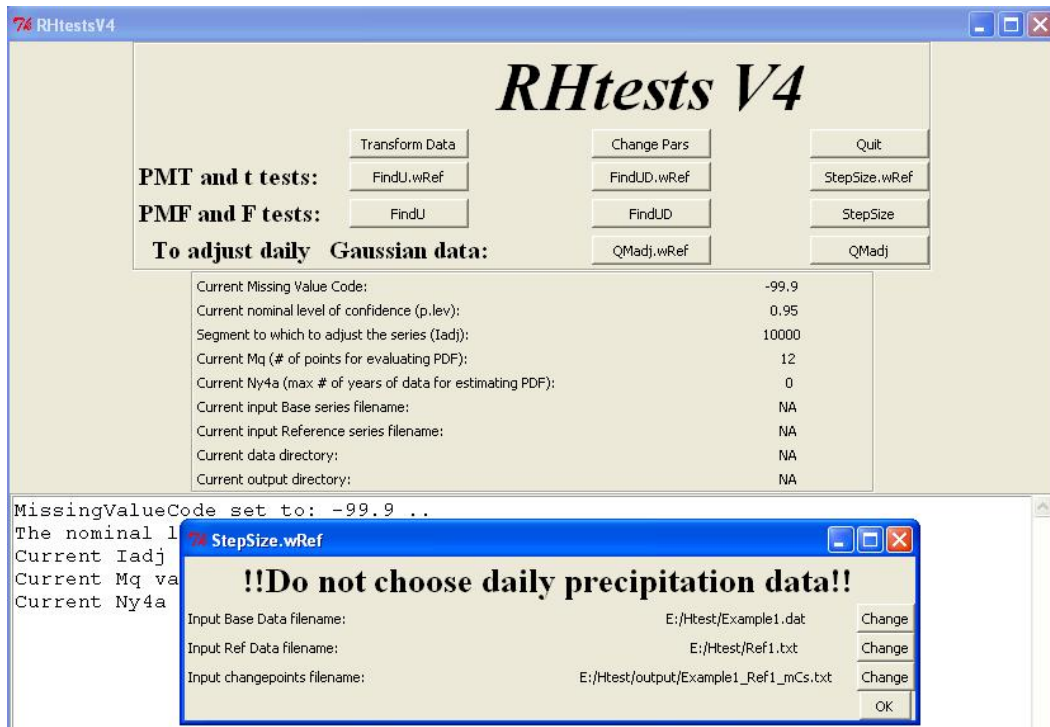 RHtestsV4
RHtests V4
Transform Data Change Pars Quit
PMT and t tests: FindU.wRef FindUD.wRef StepSize.wRef
PMF and F tests: FindU FindUD StepSize
To adjust daily Gaussian data: QMadj.wRef QMadj
Current Missing Value Code: -99.9
Current nominal level of confidence (p.lev): 0.95
Segment to which to adjust the series (Iadj): 10000
Current Mq (# of points for evaluating PDF): 12
Current Ny4a (max # of years of data for estimating PDF): 0
Current input Base series filename: NA
Current input Reference series filename: NA
Current data directory: NA
Current output directory: NA
MissingValueCode set to: -99.9 ..
The nominal l
Current Iadj
Current Mq va
Current Ny4a
StepSize.wRef
!!Do not choose daily precipitation data!!
Input Base Data filename: E:/Htest/Example1.dat Change
Input Ref Data filename: E:/Htest/Ref1.txt Change
Input changepoints filename: E:/Htest/output/Example1_Ref1_mCs.txt Change
OK